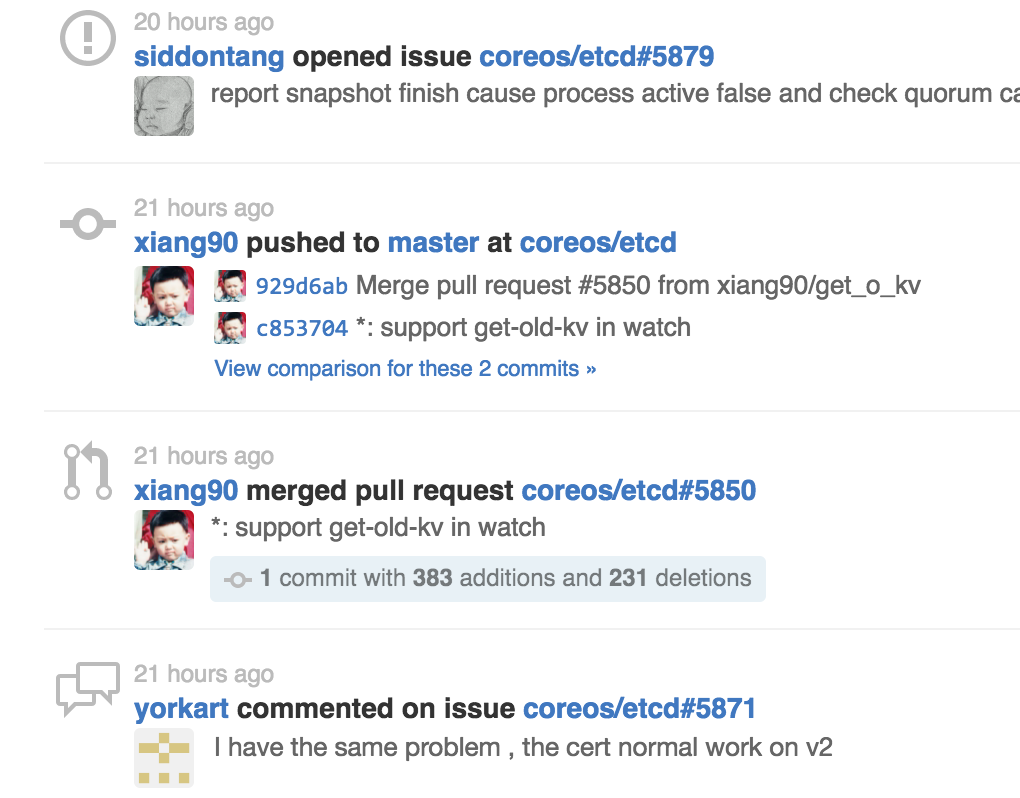 20 hours ago
siddontang opened issue coreos/etcd#5879
report snapshot finish cause process active false and check quorum ca
21 hours ago
xiang90 pushed to master at coreos/etcd
929d6ab Merge pull request #5850 from xiang90/get_o_kv
c853704 *: support get-old-kv in watch
View comparison for these 2 commits »
21 hours ago
xiang90 merged pull request coreos/etcd#5850
*: support get-old-kv in watch
1 commit with 383 additions and 231 deletions
21 hours ago
yorkart commented on issue coreos/etcd#5871
I have the same problem , the cert normal work on v2